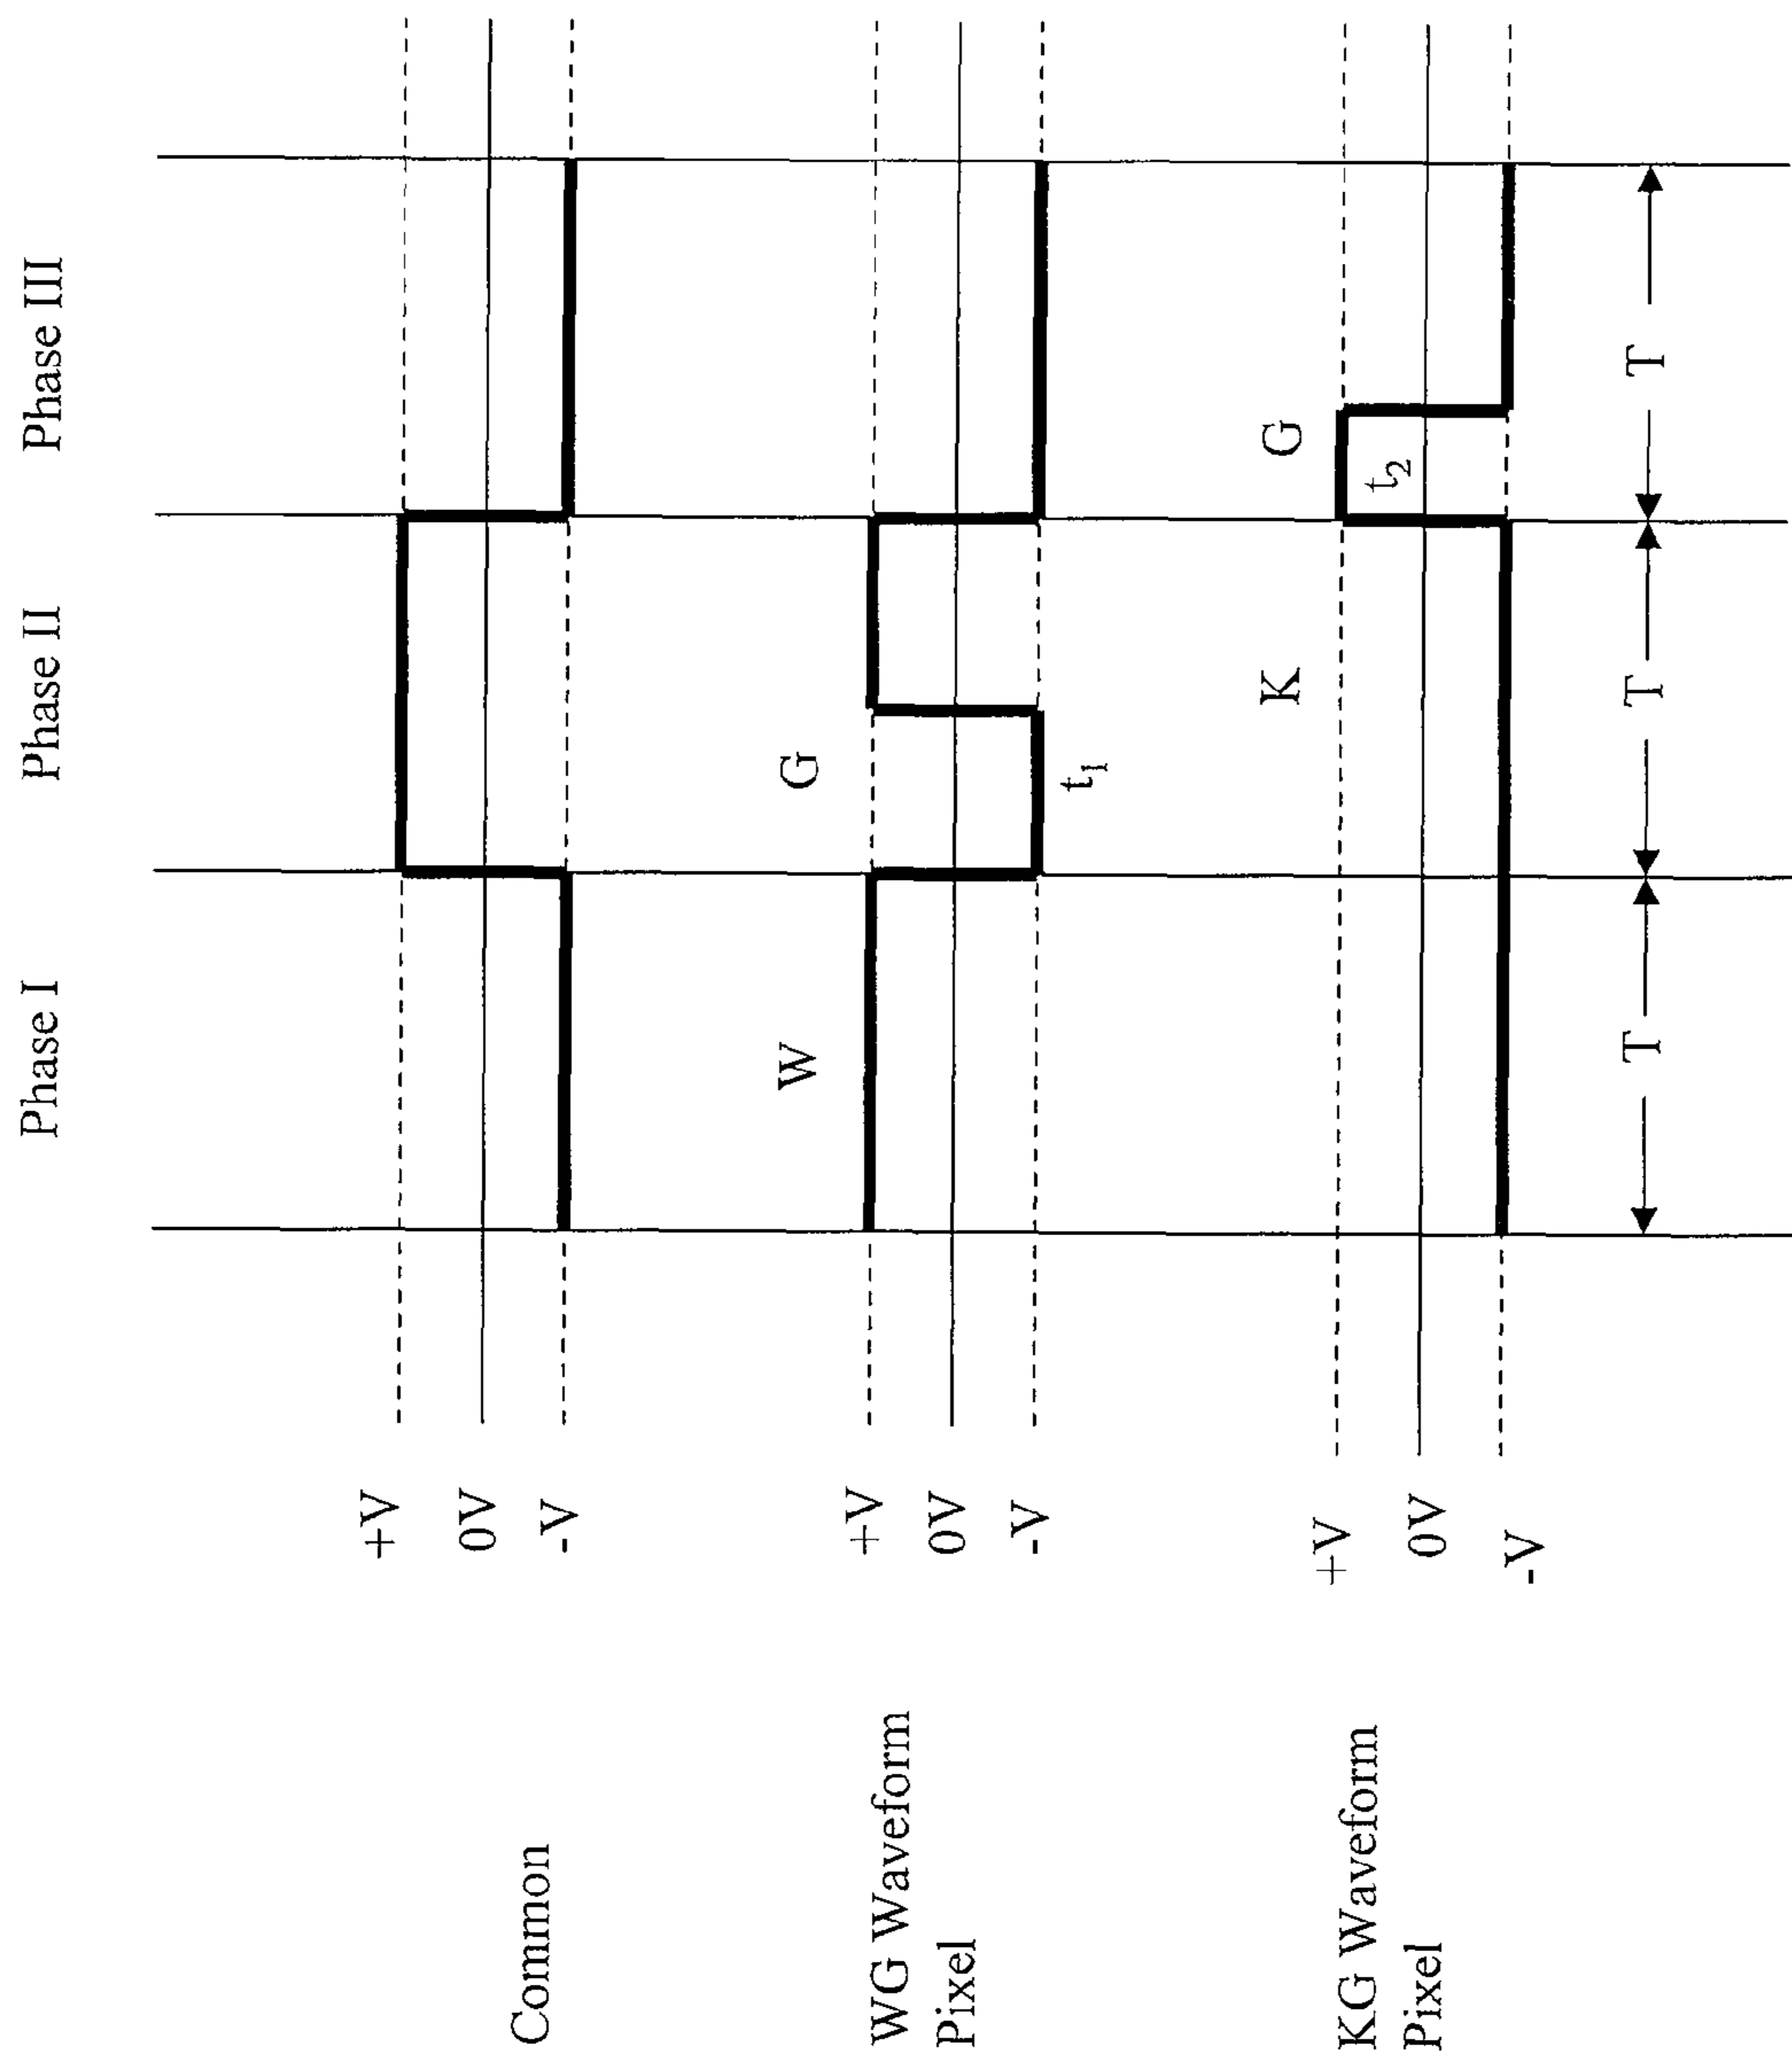 Phase I
Phase II
Phase III
Common
+V
0V
-V
WG Waveform
Pixel
+V
0V
-V
W
G
t1
KG Waveform
Pixel
+V
0V
-V
K
G
t2
T
T
T